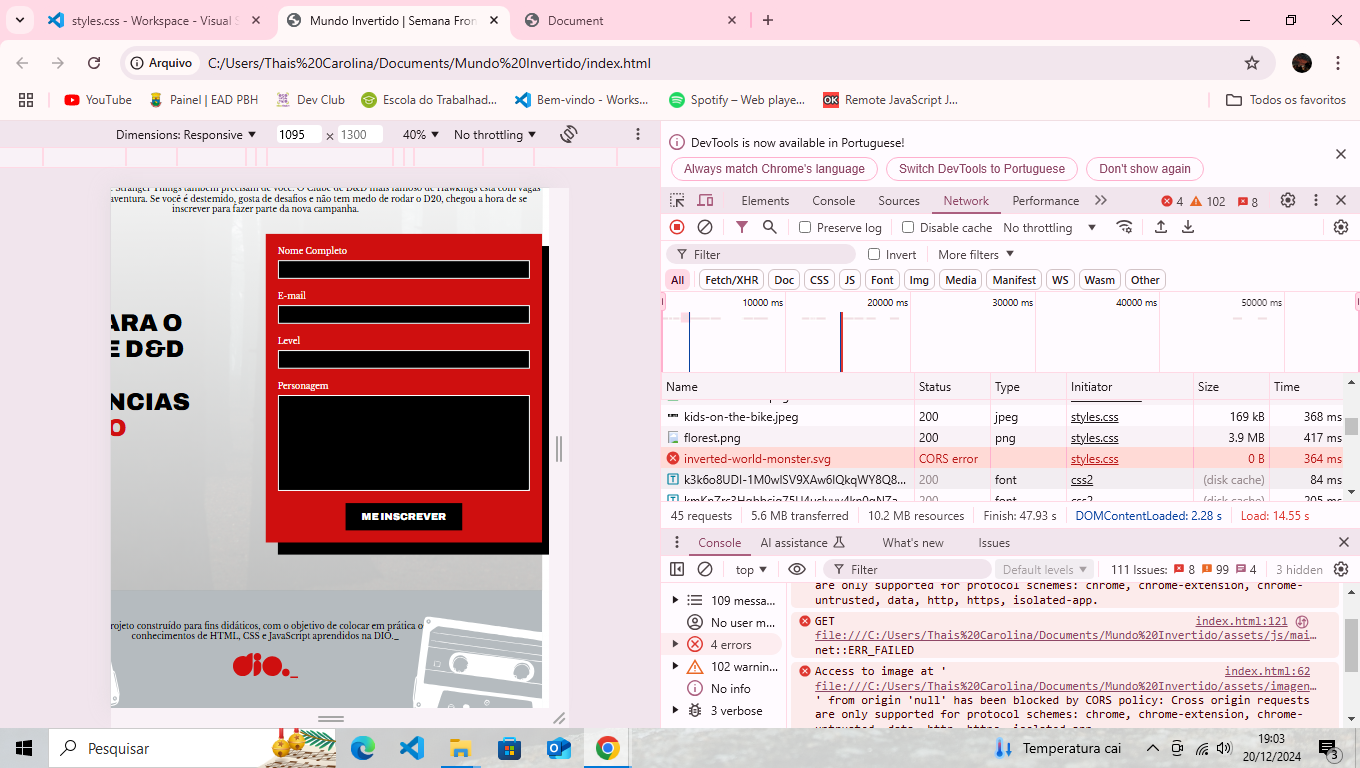 styles.css - Workspace - Visual S
Mundo Invertido | Semana Fron
Document
Arquivo
C:/Users/Thais%20Carolina/Documents/Mundo%20Invertido/index.html
YouTube
Painel | EAD PBH
Dev Club
Escola do Trabalhad...
Bem-vindo - Works...
Spotify – Web playe...
OK
Remote JavaScript J...
Todos os favoritos
Dimensions: Responsive
1095
×
1300
40%
No throttling
Stranger Things também precisam de você. O Clube de D&D mais famoso de Hawkings está com vagas
aventura. Se você é destemido, gosta de desafios e não tem medo de rodar o D20, chegou a hora de se
inscrever para fazer parte da nova campanha.
Nome Completo
E-mail
ARA O
E D&D
Level
Personagem
NCIAS
O
ME INSCREVER
rojeto construído para fins didáticos, com o objetivo de colocar em prática o
conhecimentos de HTML, CSS e JavaScript aprendidos na DIO._
dio._
DevTools is now available in Portuguese!
Always match Chrome's language
Switch DevTools to Portuguese
Don't show again
Elements
Console
Sources
Network
Performance
4
102
8
Preserve log
Disable cache
No throttling
Filter
Invert
More filters
All
Fetch/XHR
Doc
CSS
JS
Font
Img
Media
Manifest
WS
Wasm
Other
10000 ms
20000 ms
30000 ms
40000 ms
50000 ms
Name
Status
Type
Initiator
Size
Time
kids-on-the-bike.jpeg
200
jpeg
styles.css
169 kB
368 ms
florest.png
200
png
styles.css
3.9 MB
417 ms
inverted-world-monster.svg
CORS error
styles.css
0 B
364 ms
k3k6o8UDI-1M0wlSV9XAw6lQkqWY8Q8...
200
font
css2
(disk cache)
84 ms
200
font
css2
(disk cache)
205 ms
45 requests
5.6 MB transferred
10.2 MB resources
Finish: 47.93 s
DOMContentLoaded: 2.28 s
Load: 14.55 s
Console
AI assistance
What's new
Issues
top
Filter
Default levels
111 Issues:
8
99
4
3 hidden
109 messa...
No user m...
4 errors
102 warnin...
No info
3 verbose
are only supported for protocol schemes: chrome, chrome-extension, chrome-
untrusted, data, http, https, isolated-app.
GET
index.html:121
file:///C:/Users/Thais%20Carolina/Documents/Mundo%20Invertido/assets/js/mai…
net::ERR_FAILED
Access to image at '
index.html:62
file:///C:/Users/Thais%20Carolina/Documents/Mundo%20Invertido/assets/imagen…
' from origin 'null' has been blocked by CORS policy: Cross origin requests
are only supported for protocol schemes: chrome, chrome-extension, chrome-
untrusted, data, http, https, isolated-app.
Pesquisar
Temperatura cai
19:03
20/12/2024
3